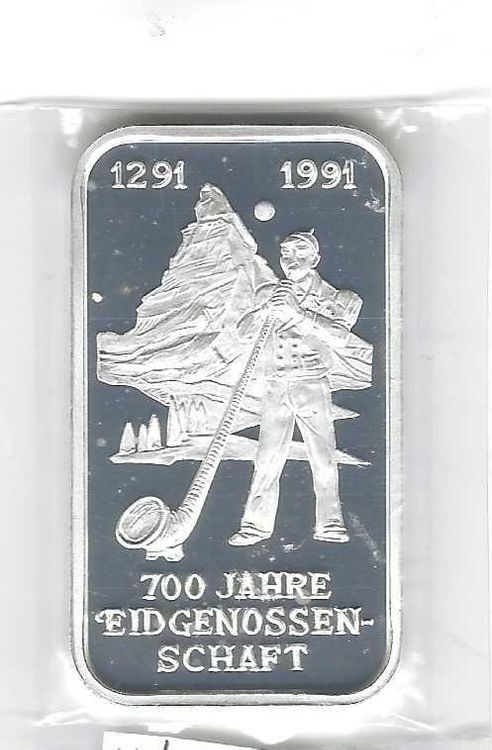 1291 1991
700 JAHRE
EIDGENOSSEN-
SCHAFT